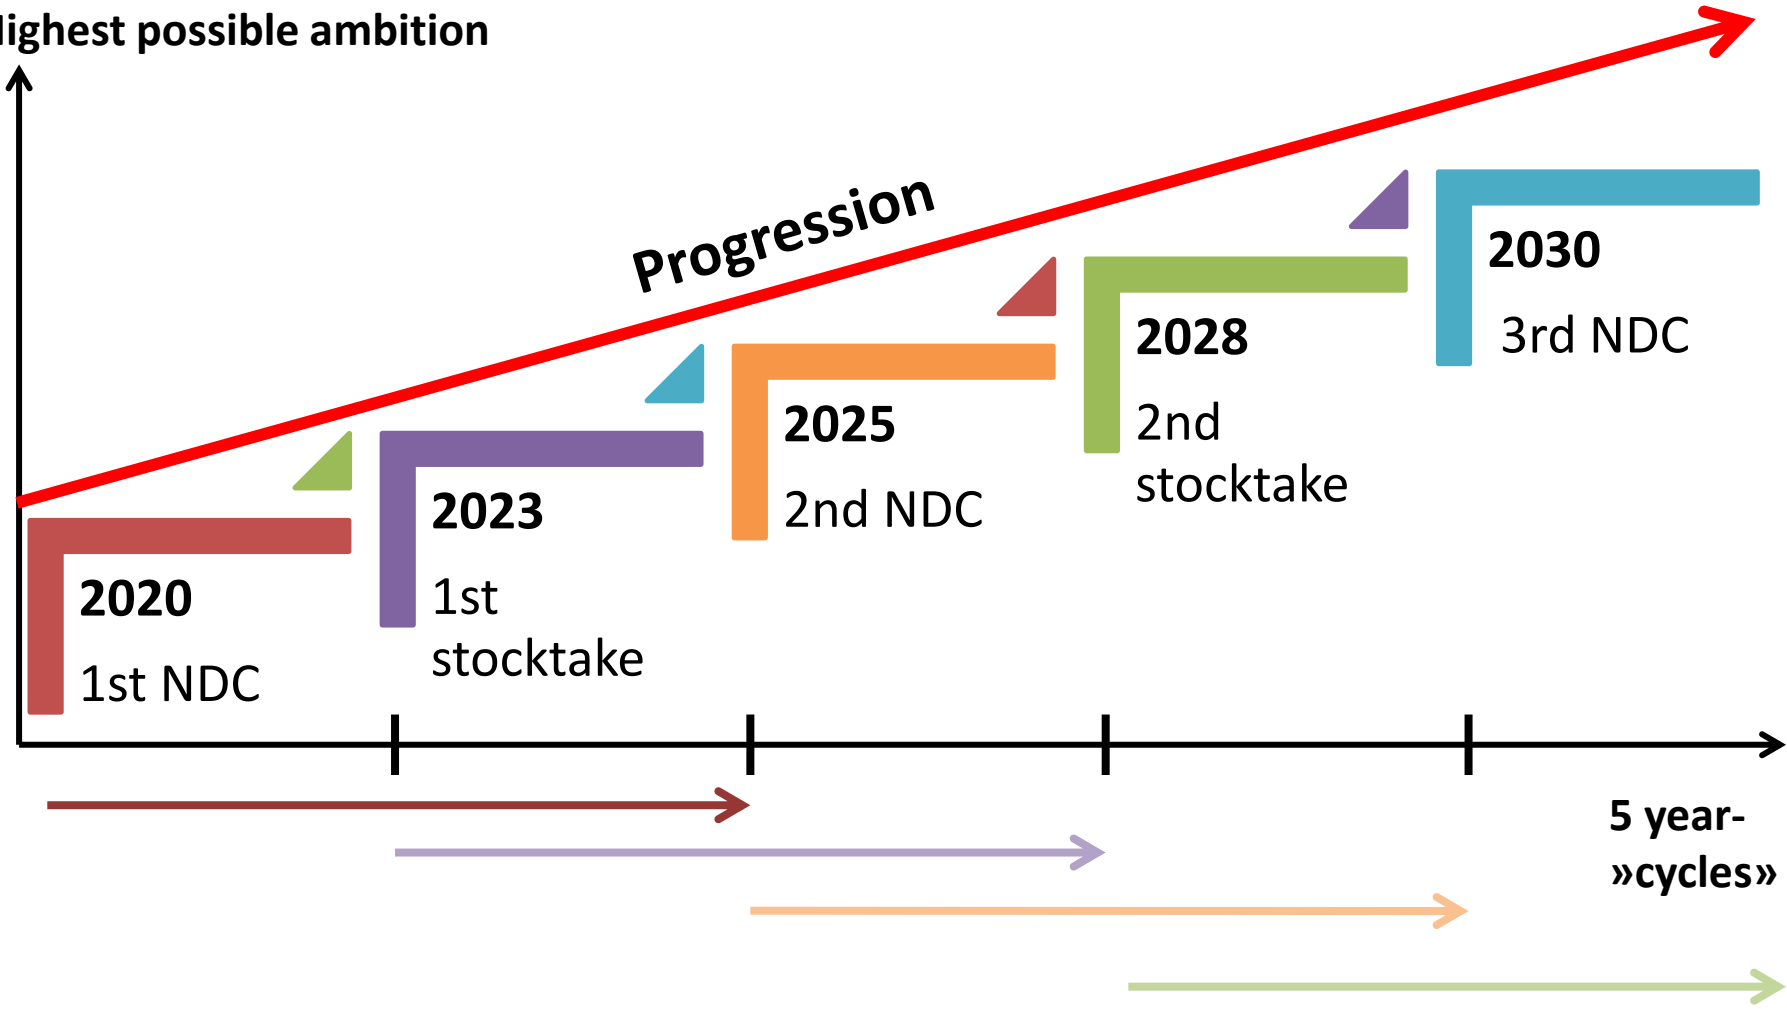 Highest possible ambition
Progression
2020
1st NDC
2023
1st
stocktake
2025
2nd NDC
2028
2nd
stocktake
2030
3rd NDC
5 year-
»cycles»